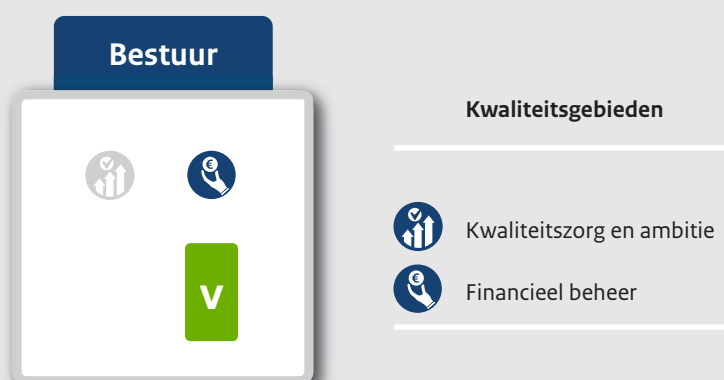 Bestuur
V
Kwaliteitsgebieden
Kwaliteitszorg en ambitie
Financieel beheer